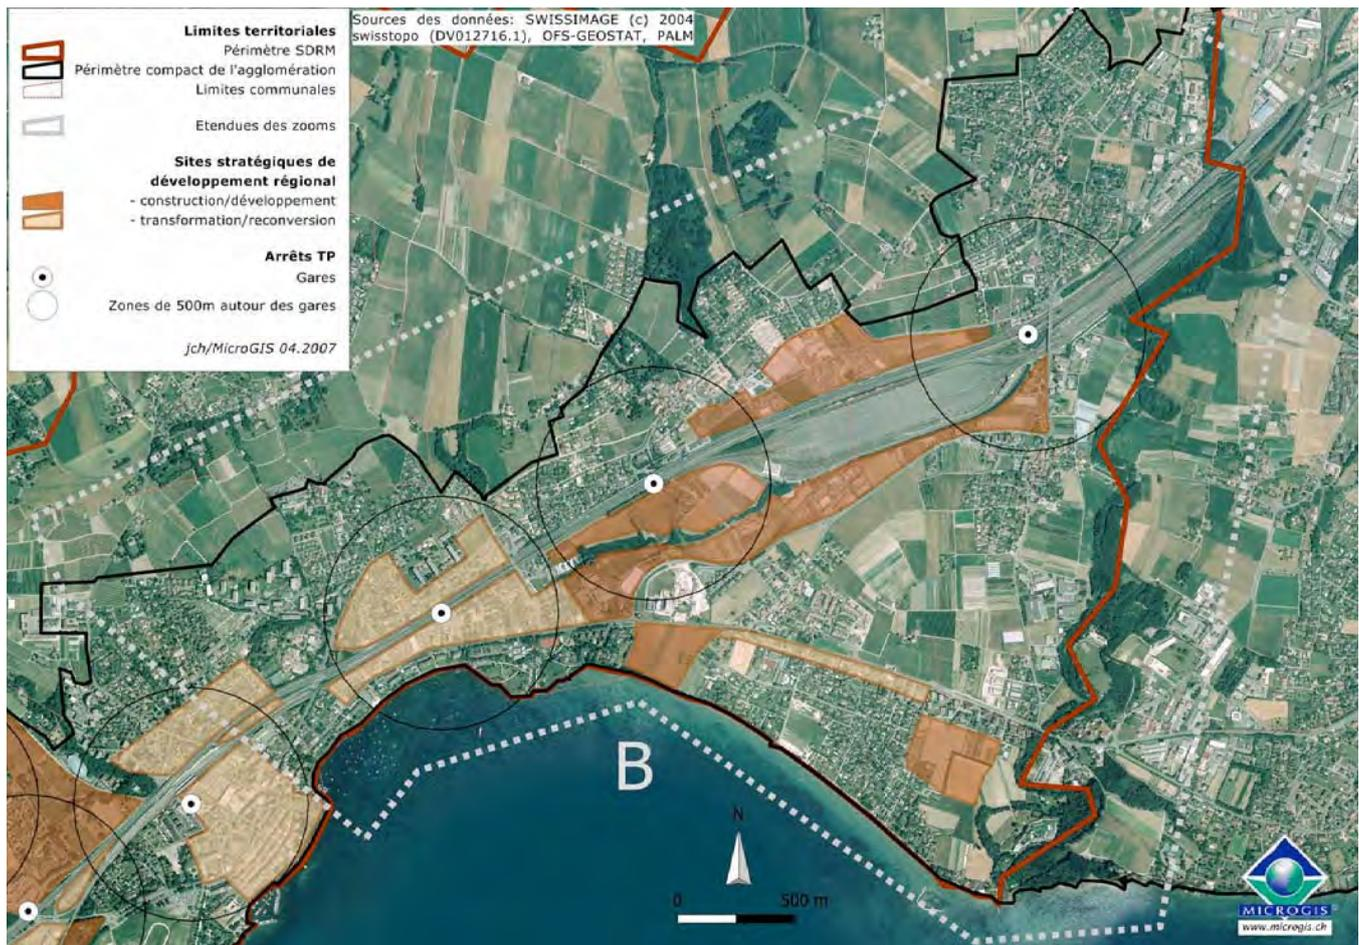 Limites territoriales
Périmètre SDRM
Périmètre compact de l'agglomération
Limites communales
Etendues des zooms
Sites stratégiques de
développement régional
- construction/développement
- transformation/reconversion
Arrêts TP
Gares
Zones de 500m autour des gares
jch/MicroGIS 04.2007
Sources des données: SWISSIMAGE (c) 2004
swisstopo (DV012716.1), OFS-GEOSTAT, PALM
B
N
0 500 m
MICROGIS
www.microgis.ch